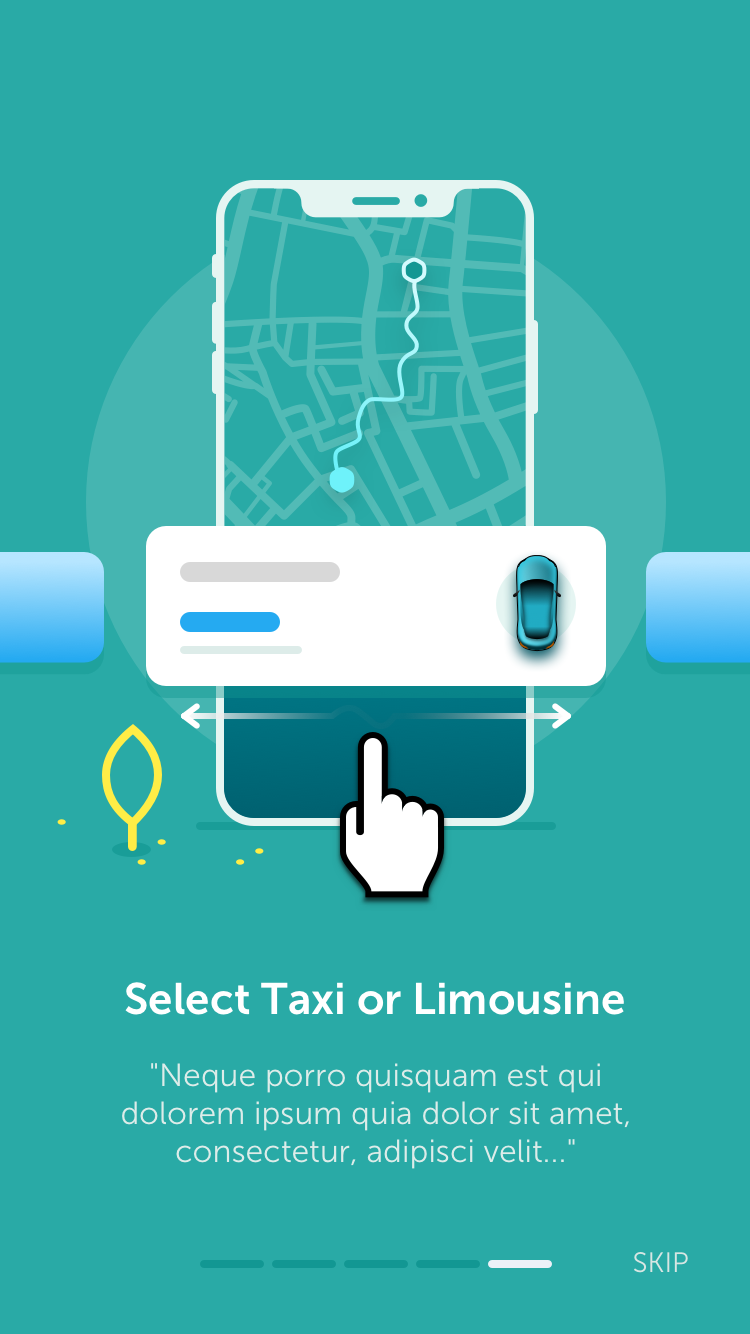 Select Taxi or Limousine
"Neque porro quisquam est qui
dolorem ipsum quia dolor sit amet,
consectetur, adipisci velit..."
SKIP